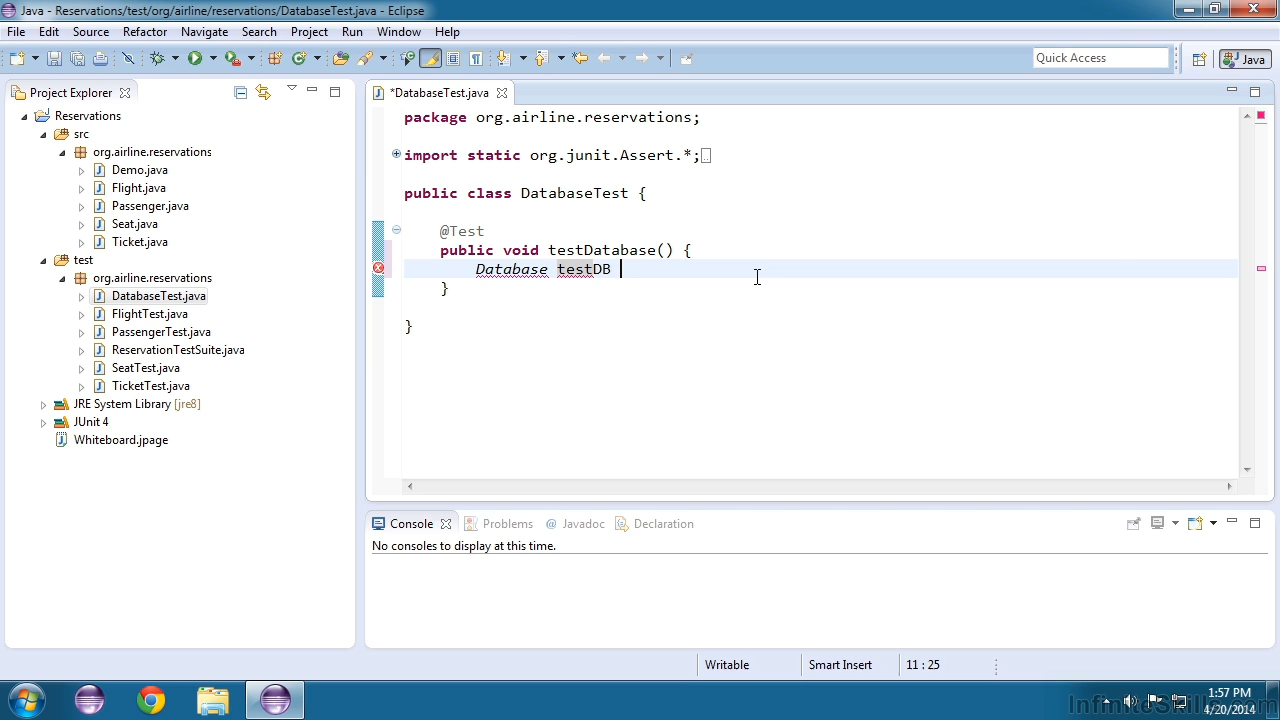 Java - Reservations/test/org/airline/reservations/DatabaseTest.java - Eclipse
File Edit Source Refactor Navigate Search Project Run Window Help
Quick Access
Java
Project Explorer
Reservations
src
org.airline.reservations
Demo.java
Flight.java
Passenger.java
Seat.java
Ticket.java
test
org.airline.reservations
DatabaseTest.java
FlightTest.java
PassengerTest.java
ReservationTestSuite.java
SeatTest.java
TicketTest.java
JRE System Library [jre8]
JUnit 4
Whiteboard.jpage
*DatabaseTest.java
package org.airline.reservations;
import static org.junit.Assert.*;
public class DatabaseTest {
@Test
public void testDatabase() {
Database testDB
}
}
Console Problems @ Javadoc Declaration
No consoles to display at this time.
Writable Smart Insert 11 : 25
1:57 PM
4/20/2014
InfiniteSkills.com